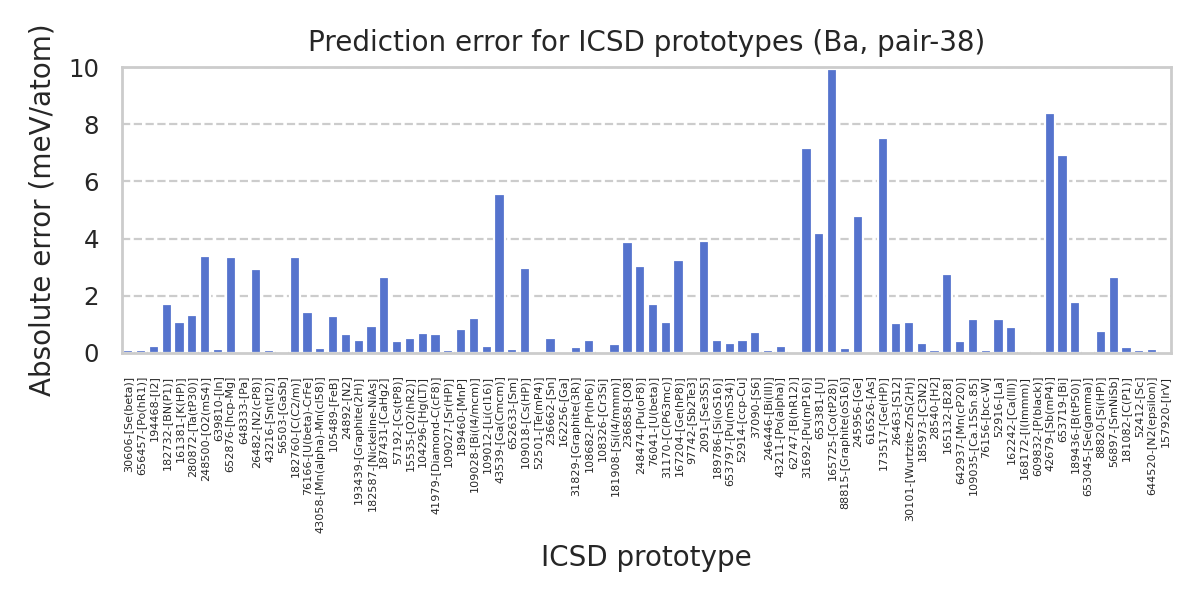 Prediction error for ICSD prototypes (Ba, pair-38)
Absolute error (meV/atom)
10
8
6
4
2
0
30606-[Se(beta)]
656457-[Po(hR1)]
194468-[I2]
182732-[BN(P1)]
161381-[K(HP)]
280872-[Ta(tP30)]
248500-[O2(mS4)]
639810-[In]
652876-[hcp-Mg]
648333-[Pa]
26482-[N2(cP8)]
43216-[Sn(tI2)]
56503-[GaSb]
182760-[C(C2/m)]
76166-[U(beta)-CrFe]
43058-[Mn(alpha)-Mn(cI58)]
105489-[FeB]
24892-[N2]
193439-[Graphite(2H)]
182587-[Nickeline-NiAs]
187431-[CaHg2]
57192-[Cs(tP8)]
15535-[O2(hR2)]
104296-[Hg(LT)]
41979-[Diamond-C(cF8)]
109027-[Sr(HP)]
189460-[MnP]
109028-[Bi(I4/mcm)]
109012-[Li(cI16)]
43539-[Ga(Cmcm)]
652633-[Sm]
109018-[Cs(HP)]
52501-[Te(mP4)]
236662-[Sn]
162256-[Ga]
31829-[Graphite(3R)]
108682-[Pr(hP6)]
108326-[Cr3Si]
181908-[Si(I4/mmm)]
236858-[O8]
248474-[Pu(oF8)]
76041-[U(beta)]
31170-[C(P63mc)]
167204-[Ge(hP8)]
97742-[Sb2Te3]
2091-[Se3S5]
189786-[Si(oS16)]
653797-[Pu(mS34)]
52914-[ccp-Cu]
37090-[S6]
246446-[Bi(III)]
43211-[Po(alpha)]
62747-[B(hR12)]
31692-[Pu(mP16)]
653381-[U]
165725-[Co(tP28)]
88815-[Graphite(oS16)]
245956-[Ge]
616526-[As]
173517-[Ge(HP)]
26463-[S12]
30101-[Wurtzite-ZnS(2H)]
185973-[C3N2]
28540-[H2]
165132-[B28]
642937-[Mn(cP20)]
109035-[Ca.15Sn.85]
76156-[bcc-W]
52916-[La]
162242-[Ca(III)]
168172-[I(Immm)]
609832-[P(black)]
42679-[Sb(mP4)]
653719-[Bi]
189436-[B(tP50)]
653045-[Se(gamma)]
88820-[Si(HP)]
56897-[SmNiSb]
181082-[C(P1)]
52412-[Sc]
644520-[N2(epsilon)]
157920-[IrV]
ICSD prototype